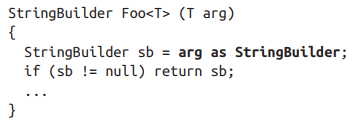 StringBuilder Foo<T> (T arg)
{
  StringBuilder sb = arg as StringBuilder;
  if (sb != null) return sb;
  ...
}